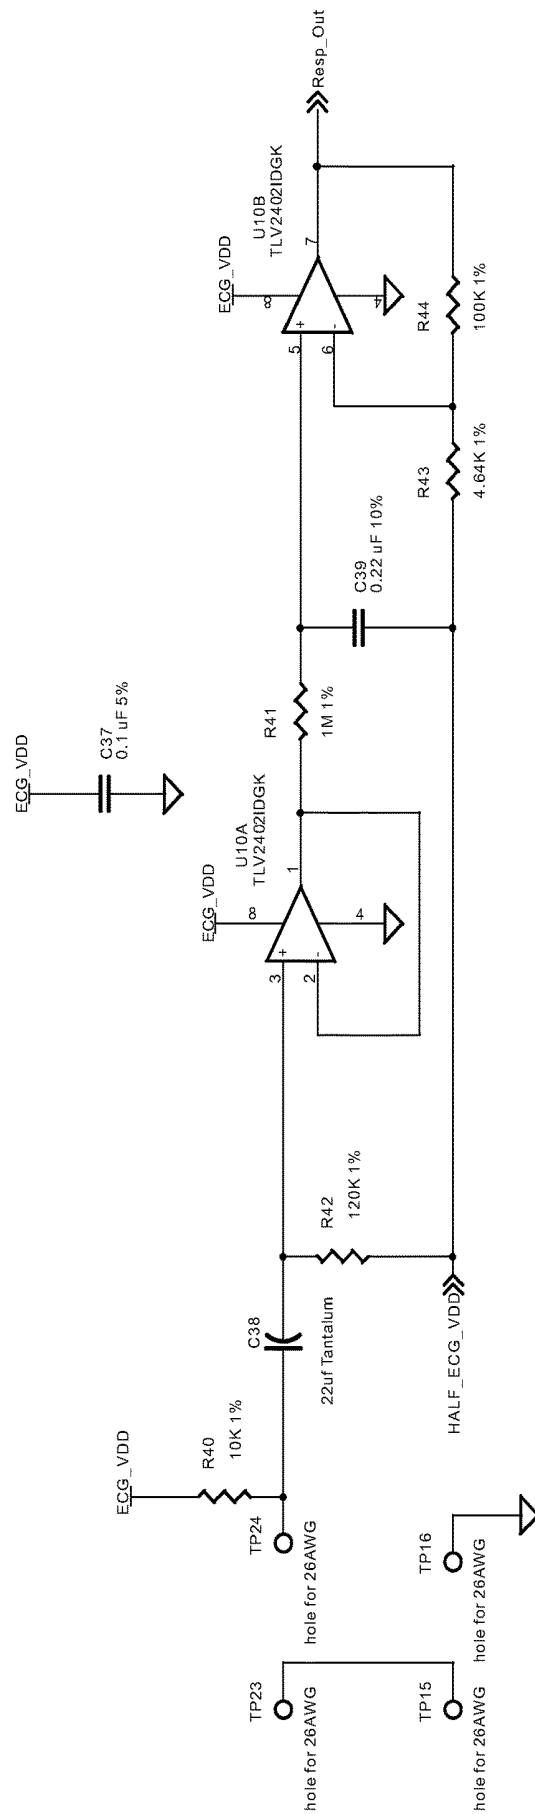 ECG_VDD
C37
0.1 uF 5%
ECG_VDD
R40
10K 1%
TP23
hole for 26AWG
TP24
hole for 26AWG
C38
22uf Tantalum
R42
120K 1%
ECG_VDD
U10A
TLV2402IDGK
3
2
8
4
1
+
-
R41
1M 1%
C39
0.22 uF 10%
ECG_VDD
U10B
TLV2402IDGK
5
6
8
4
7
+
-
Resp_Out
TP15
hole for 26AWG
TP16
hole for 26AWG
HALF_ECG_VDD
R43
4.64K 1%
R44
100K 1%